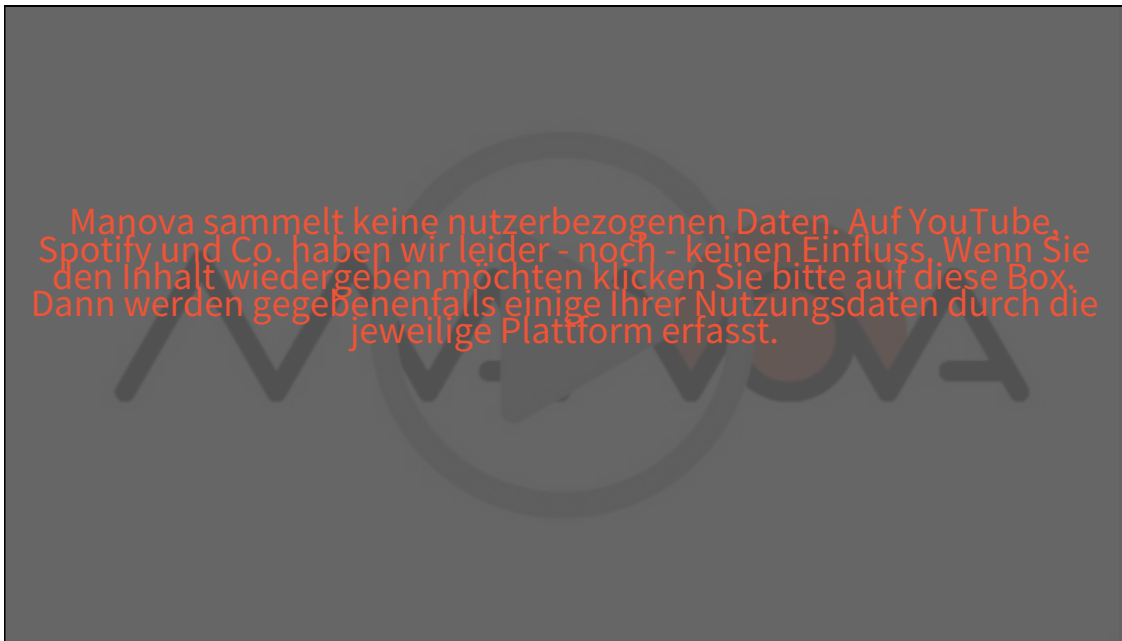 Manova sammelt keine nutzerbezogenen Daten. Auf YouTube,
Spotify und Co. haben wir leider - noch - keinen Einfluss. Wenn Sie
den Inhalt wiedergeben möchten klicken Sie bitte auf diese Box.
Dann werden gegebenenfalls einige Ihrer Nutzungsdaten durch die
jeweilige Plattform erfasst.
MANOVA